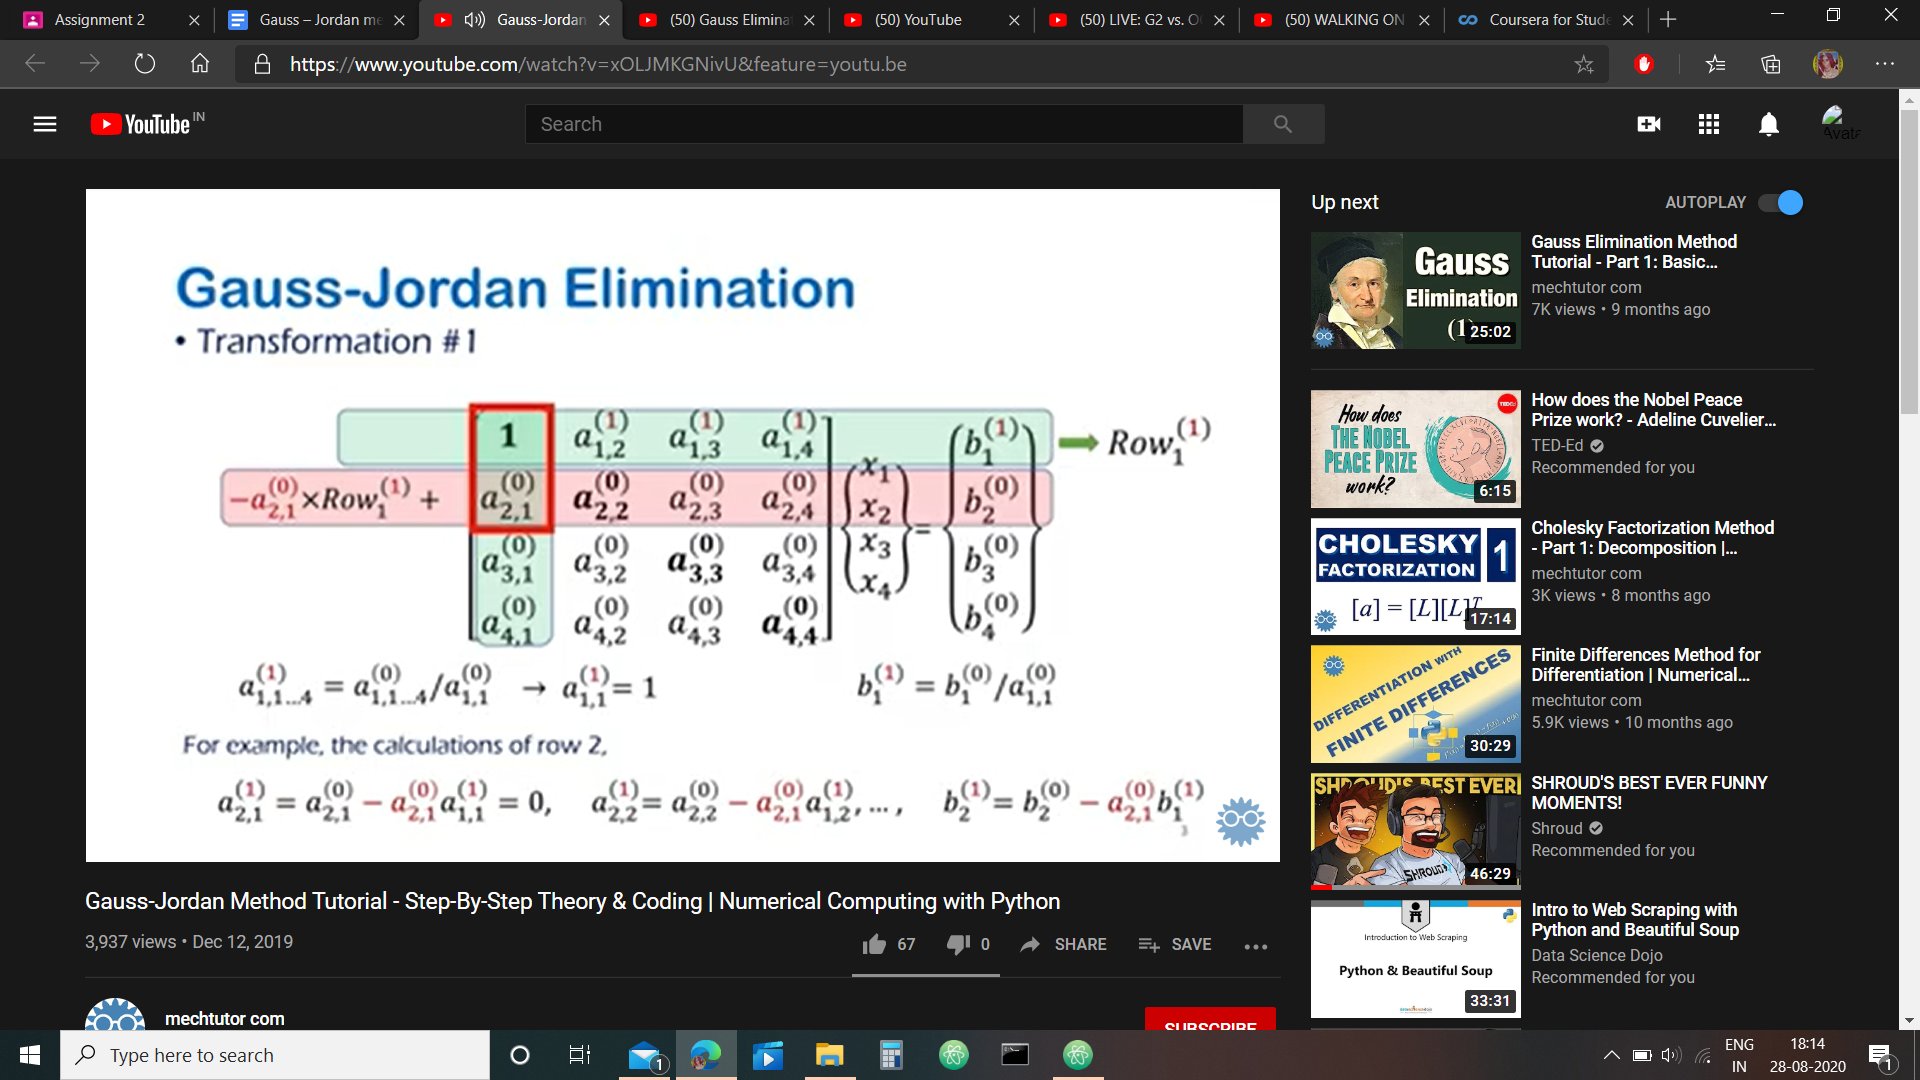 Assignment 2
Gauss – Jordan me
Gauss-Jordan
(50) Gauss Elimina
(50) YouTube
(50) LIVE: G2 vs. O
(50) WALKING ON
Coursera for Stude
https://www.youtube.com/watch?v=xOLJMKGNivU&feature=youtu.be
YouTube IN
Search
Avata
Gauss-Jordan Elimination
• Transformation #1
1 a_{1,2}^{(1)} a_{1,3}^{(1)} a_{1,4}^{(1)} x_1 b_1^{(1)} Row_1^{(1)}
-a_{2,1}^{(0)}×Row_1^{(1)} + a_{2,1}^{(0)} a_{2,2}^{(0)} a_{2,3}^{(0)} a_{2,4}^{(0)} x_2 = b_2^{(0)}
a_{3,1}^{(0)} a_{3,2}^{(0)} a_{3,3}^{(0)} a_{3,4}^{(0)} x_3 b_3^{(0)}
a_{4,1}^{(0)} a_{4,2}^{(0)} a_{4,3}^{(0)} a_{4,4}^{(0)} x_4 b_4^{(0)}
a_{1,1...4}^{(1)} = a_{1,1...4}^{(0)}/a_{1,1}^{(0)} → a_{1,1}^{(1)} = 1 b_1^{(1)} = b_1^{(0)}/a_{1,1}^{(0)}
For example, the calculations of row 2,
a_{2,1}^{(1)} = a_{2,1}^{(0)} − a_{2,1}^{(0)}a_{1,1}^{(1)} = 0, a_{2,2}^{(1)} = a_{2,2}^{(0)} − a_{2,1}^{(0)}a_{1,2}^{(1)}, ... , b_2^{(1)} = b_2^{(0)} − a_{2,1}^{(0)}b_1^{(1)}
3
Gauss-Jordan Method Tutorial - Step-By-Step Theory & Coding | Numerical Computing with Python
3,937 views • Dec 12, 2019
67
0
SHARE
SAVE
mechtutor com
SUBSCRIBE
Up next
AUTOPLAY
Gauss
Elimination
(1)
25:02
Gauss Elimination Method
Tutorial - Part 1: Basic...
mechtutor com
7K views • 9 months ago
How does
THE NOBEL
PEACE PRIZE
work?
TED-Ed
6:15
How does the Nobel Peace
Prize work? - Adeline Cuvelier...
TED-Ed
Recommended for you
CHOLESKY
FACTORIZATION
1
[a] = [L][L]^T
17:14
Cholesky Factorization Method
- Part 1: Decomposition |...
mechtutor com
3K views • 8 months ago
DIFFERENTIATION WITH
FINITE DIFFERENCES
30:29
Finite Differences Method for
Differentiation | Numerical...
mechtutor com
5.9K views • 10 months ago
SHROUD'S BEST EVER
SHROUD
46:29
SHROUD'S BEST EVER FUNNY
MOMENTS!
Shroud
Recommended for you
Introduction to Web Scraping
Python & Beautiful Soup
33:31
Intro to Web Scraping with
Python and Beautiful Soup
Data Science Dojo
Recommended for you
Type here to search
1
ENG
IN
18:14
28-08-2020
1